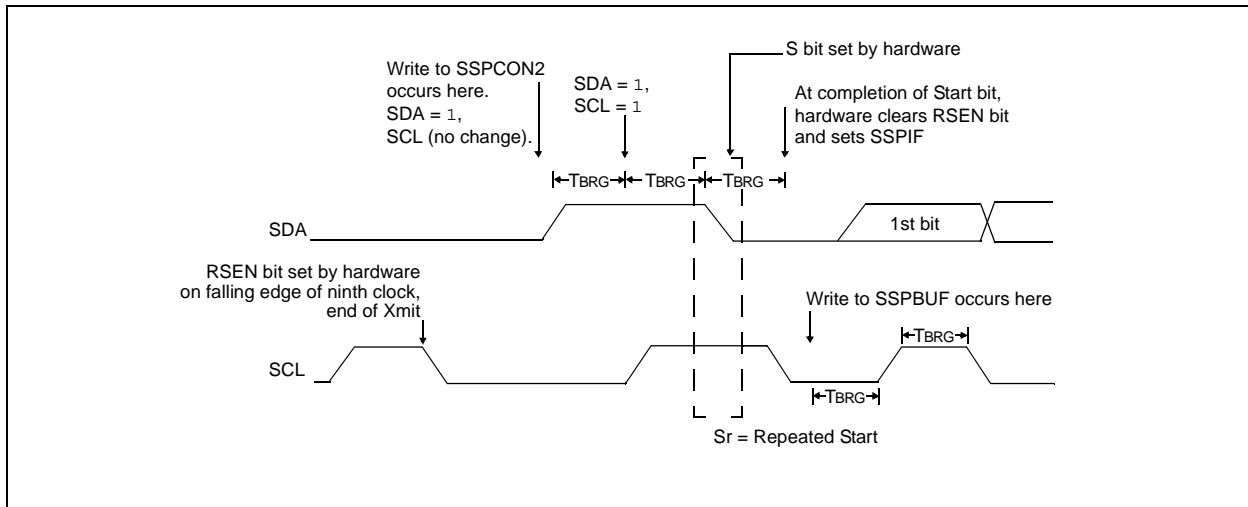 S bit set by hardware
Write to SSPCON2
occurs here.
SDA = 1,
SCL (no change).
SDA = 1,
SCL = 1
At completion of Start bit,
hardware clears RSEN bit
and sets SSPIF
TBRG
TBRG
TBRG
SDA
1st bit
RSEN bit set by hardware
on falling edge of ninth clock,
end of Xmit
Write to SSPBUF occurs here
TBRG
SCL
TBRG
Sr = Repeated Start